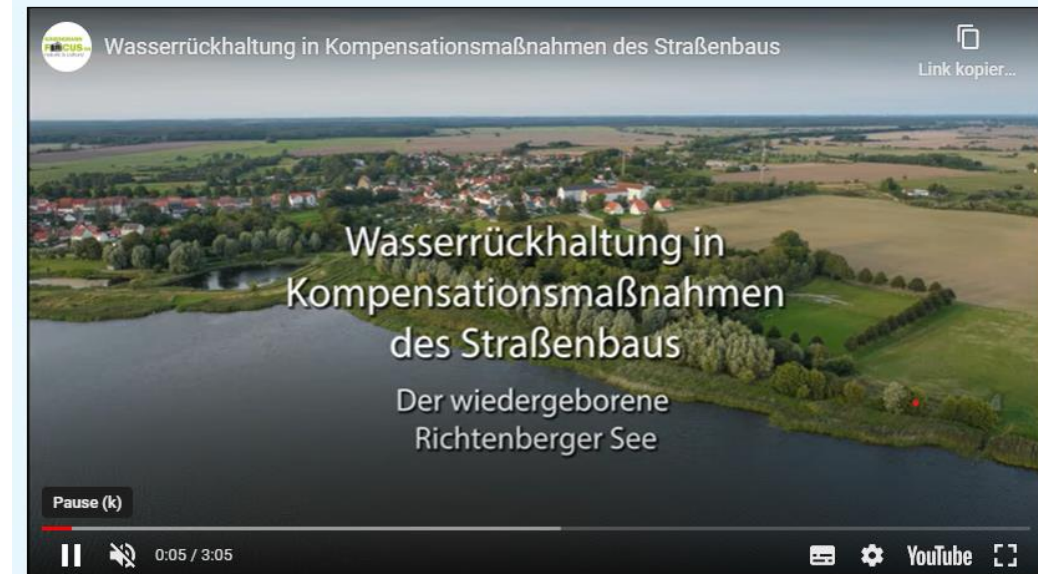 FOCUS
Wasserrückhaltung in Kompensationsmaßnahmen des Straßenbaus
Link kopier...
Wasserrückhaltung in
Kompensationsmaßnahmen
des Straßenbaus
Der wiedergeborene
Richtenberger See
Pause (k)
0:05 / 3:05
YouTube